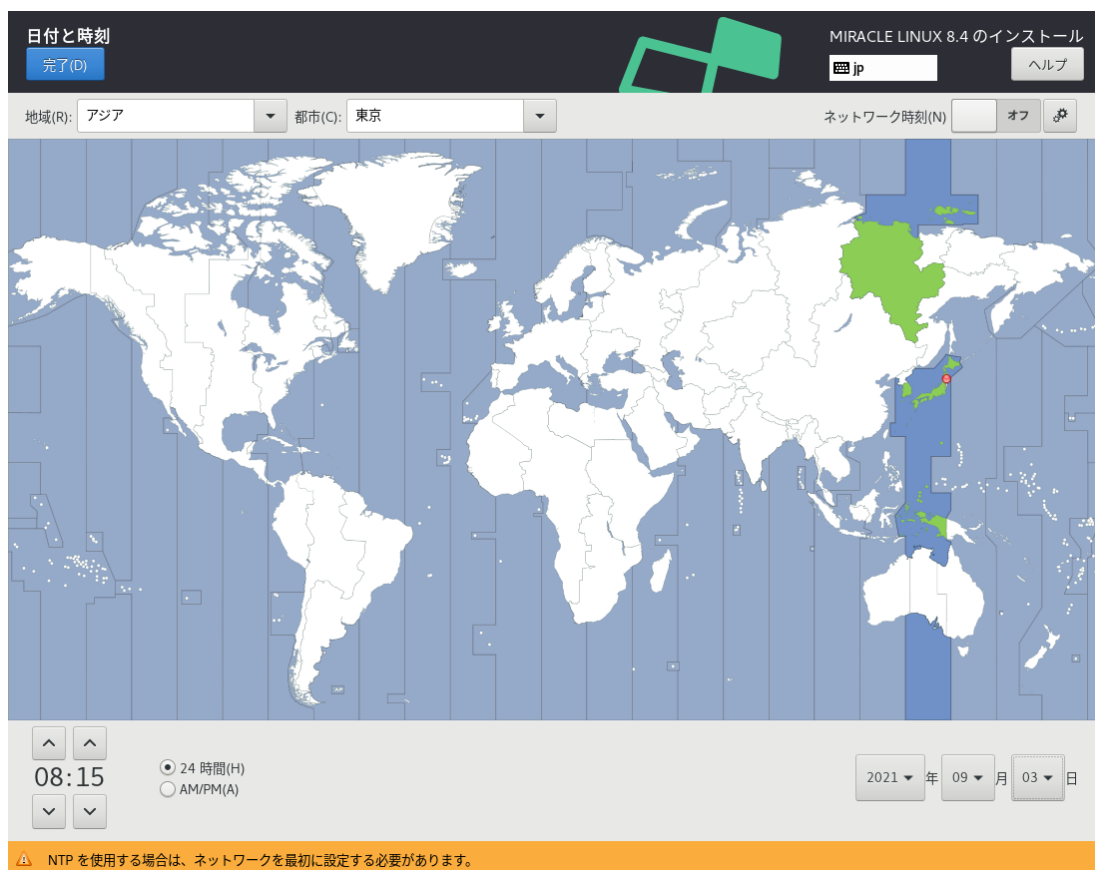 日付と時刻
MIRACLE LINUX 8.4 のインストール
完了(D)
jp
ヘルプ
地域(R): アジア 都市(C): 東京 ネットワーク時刻(N) オフ
08:15
24 時間(H)
AM/PM(A)
2021 年 09 月 03 日
NTP を使用する場合は、ネットワークを最初に設定する必要があります。